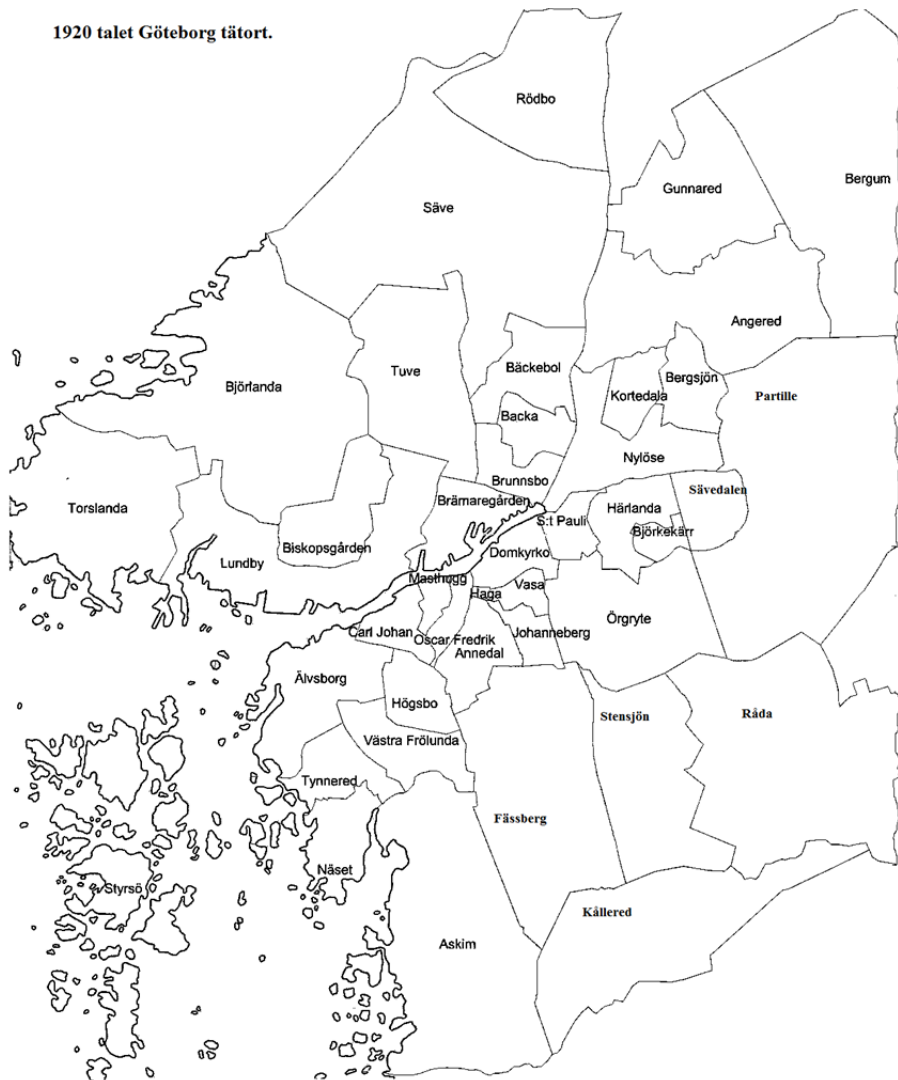 1920 talet Göteborg tätort.
Rödbo
Gunnared
Bergum
Säve
Angered
Björlanda
Tuve
Bäckebol
Bergsjön
Kortedala
Partille
Backa
Nylöse
Brunnsbo
Sävedalen
Brämaregården
Torslanda
Härlanda
S:t Pauli
Björkekärr
Biskopsgården
Domkyrko
Lundby
Masthugg
Vasa
Haga
Örgryte
Carl Johan
Oscar Fredrik
Johanneberg
Annedal
Älvsborg
Högsbo
Stensjön
Råda
Västra Frölunda
Tynnered
Fässberg
Näset
Styrsö
Kållered
Askim